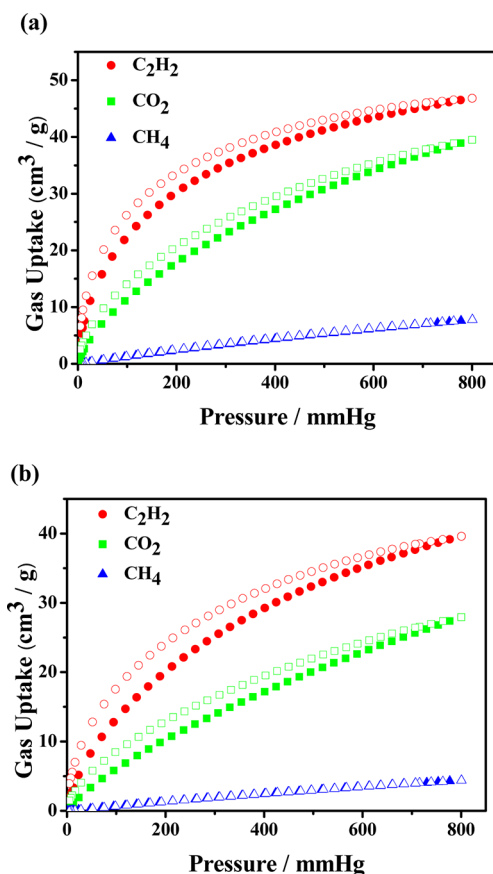 (a)
C₂H₂
CO₂
CH₄
50
40
30
20
10
0
Gas Uptake (cm³ / g)
0 200 400 600 800
Pressure / mmHg
(b)
C₂H₂
CO₂
CH₄
40
30
20
10
0
Gas Uptake (cm³ / g)
0 200 400 600 800
Pressure / mmHg